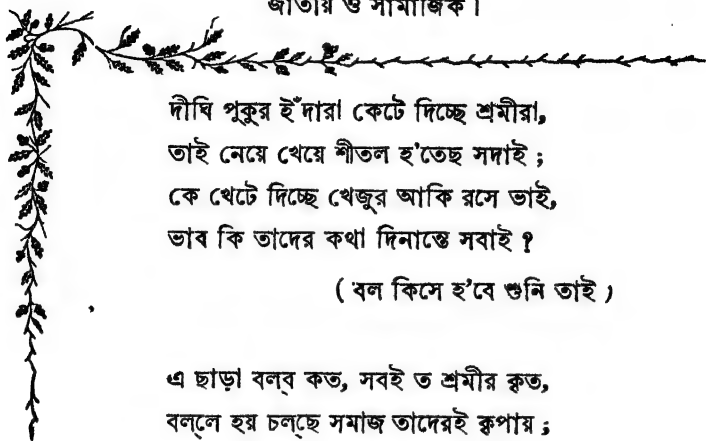 জাতীয় ও সামাজিক।
দীঘি পুকুর ইঁদারা কেটে দিচ্ছে শ্রমীরা,
তাই নেয়ে খেয়ে শীতল হ'তেছ সদাই ;
কে খেটে দিচ্ছে খেজুর আকি রসে ভাই,
ভাব কি তাদের কথা দিনান্তে সবাই ?
( বল কিসে হ'বে শুনি তাই )
এ ছাড়া বল্‌ব কত, সবই ত শ্রমীর কৃত,
বল্‌লে হয় চল্‌ছে সমাজ তাদেরই কৃপায় ;